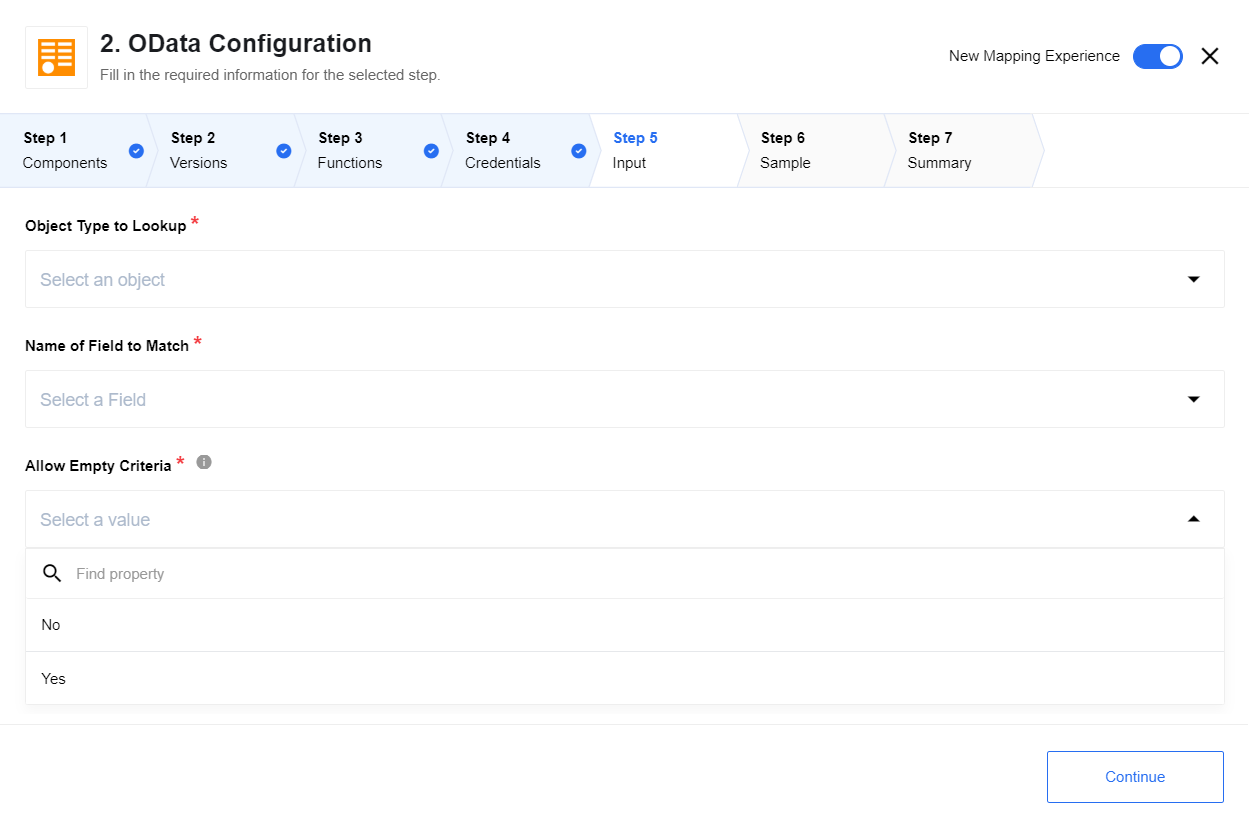 2. OData Configuration
Fill in the required information for the selected step.
New Mapping Experience
Step 1
Components
Step 2
Versions
Step 3
Functions
Step 4
Credentials
Step 5
Input
Step 6
Sample
Step 7
Summary
Object Type to Lookup *
Select an object
Name of Field to Match *
Select a Field
Allow Empty Criteria *
Select a value
Find property
No
Yes
Continue